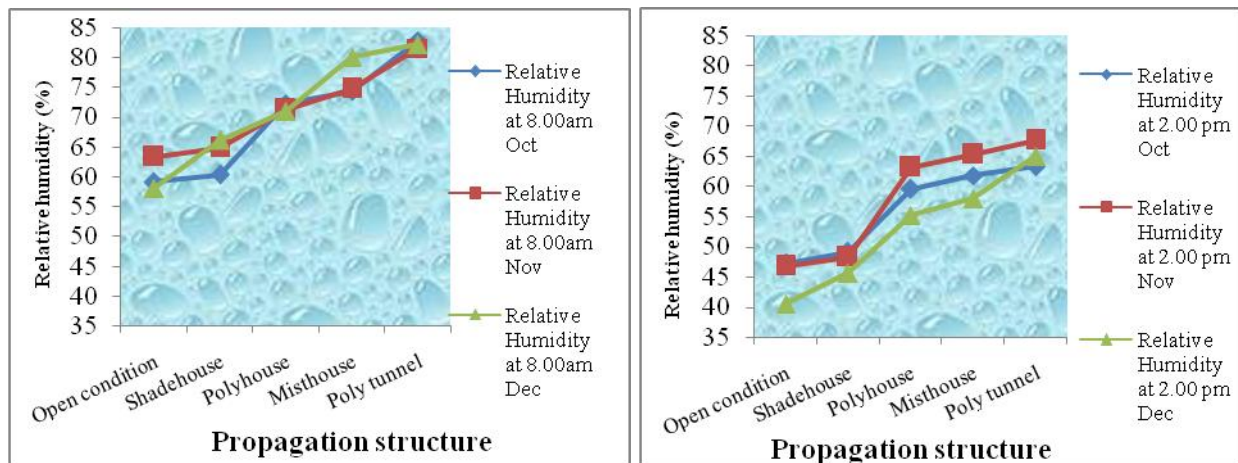 85
80
75
70
65
60
55
50
45
40
35
Relative humidity (%)
Open condition
Shadehouse
Polyhouse
Misthouse
Poly tunnel
Propagation structure
Relative
Humidity
at 8.00am
Oct
Relative
Humidity
at 8.00am
Nov
Relative
Humidity
at 8.00am
Dec
85
80
75
70
65
60
55
50
45
40
35
Relative humidity (%)
Open condition
Shadehouse
Polyhouse
Misthouse
Poly tunnel
Propagation structure
Relative
Humidity
at 2.00 pm
Oct
Relative
Humidity
at 2.00 pm
Nov
Relative
Humidity
at 2.00 pm
Dec